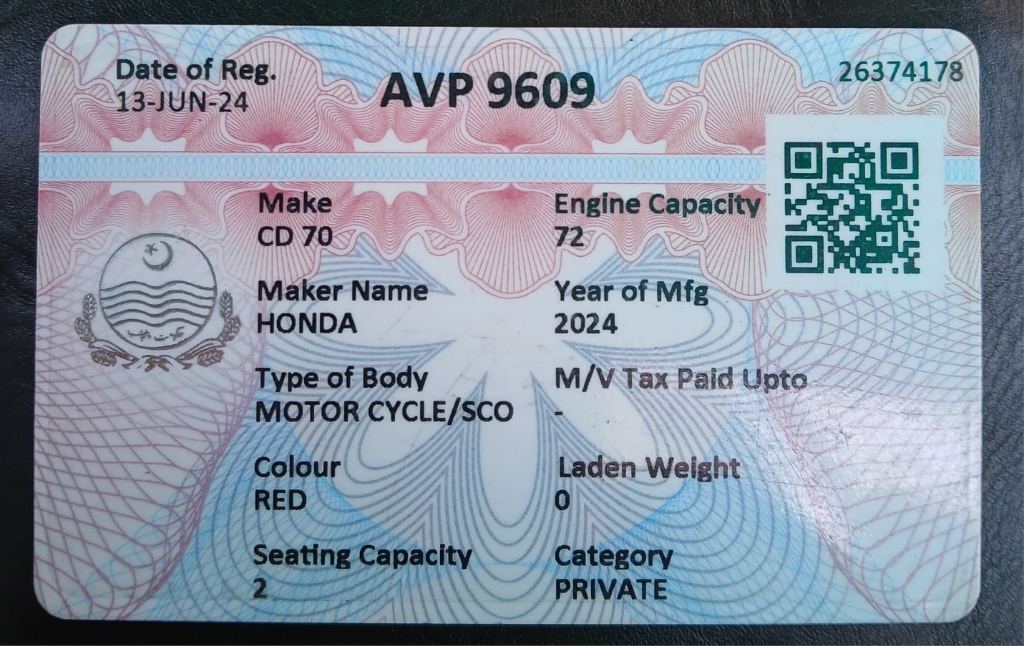 Date of Reg.
13-JUN-24
AVP 9609
26374178
Make
CD 70
Engine Capacity
72
Maker Name
HONDA
Year of Mfg
2024
Type of Body
MOTOR CYCLE/SCO
M/V Tax Paid Upto
-
Colour
RED
Laden Weight
0
Seating Capacity
2
Category
PRIVATE